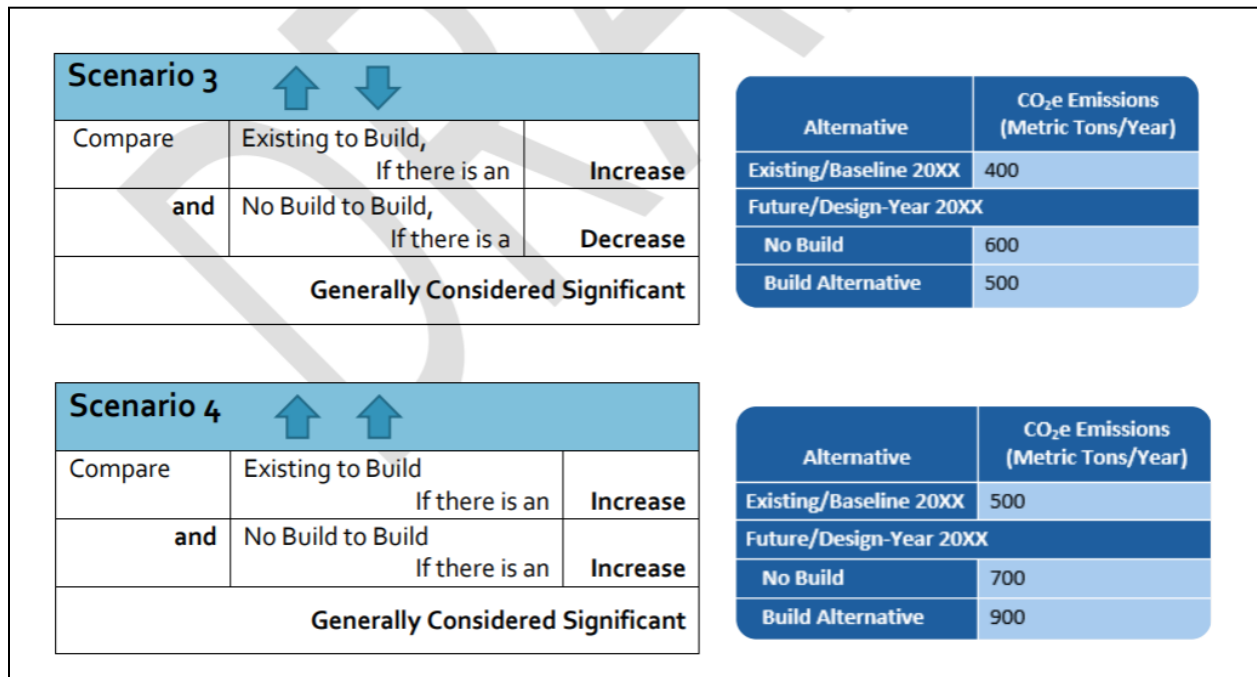 Scenario 3
Compare Existing to Build,
If there is an Increase
and No Build to Build,
If there is a Decrease
Generally Considered Significant
Alternative CO₂e Emissions
(Metric Tons/Year)
Existing/Baseline 20XX 400
Future/Design-Year 20XX
No Build 600
Build Alternative 500
Scenario 4
Compare Existing to Build
If there is an Increase
and No Build to Build
If there is an Increase
Generally Considered Significant
Alternative CO₂e Emissions
(Metric Tons/Year)
Existing/Baseline 20XX 500
Future/Design-Year 20XX
No Build 700
Build Alternative 900